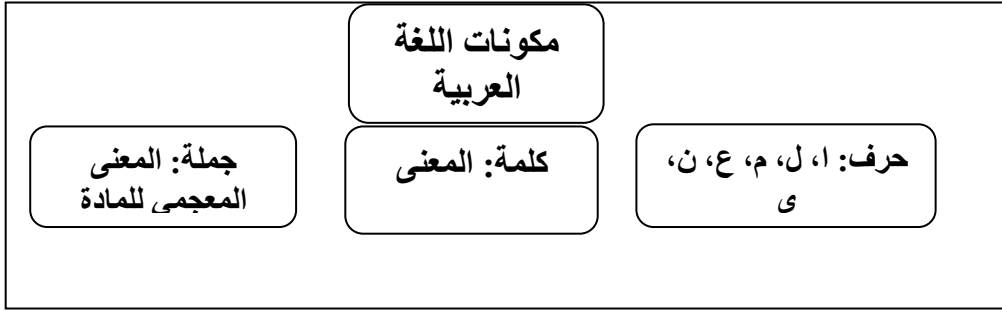 مكونات اللغة
العربية
حرف: ا، ل، م، ع، ن،
ى
كلمة: المعنى
جملة: المعنى
المعجمى للمادة